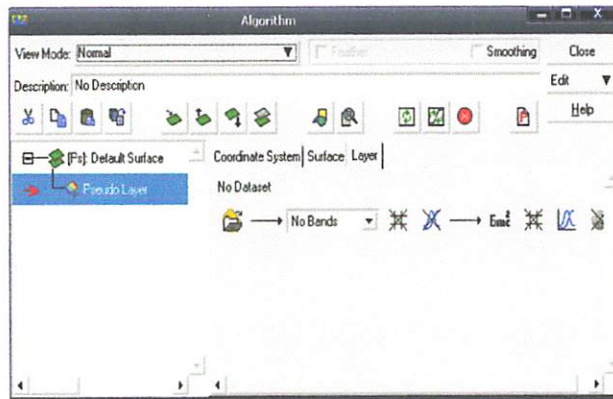 Algorithm
View Mode: Normal Feather Smoothing Close
Description: No Description Edit
Help
[Ps]: Default Surface Coordinate System Surface Layer
Pseudo Layer No Dataset
No Bands Emc²